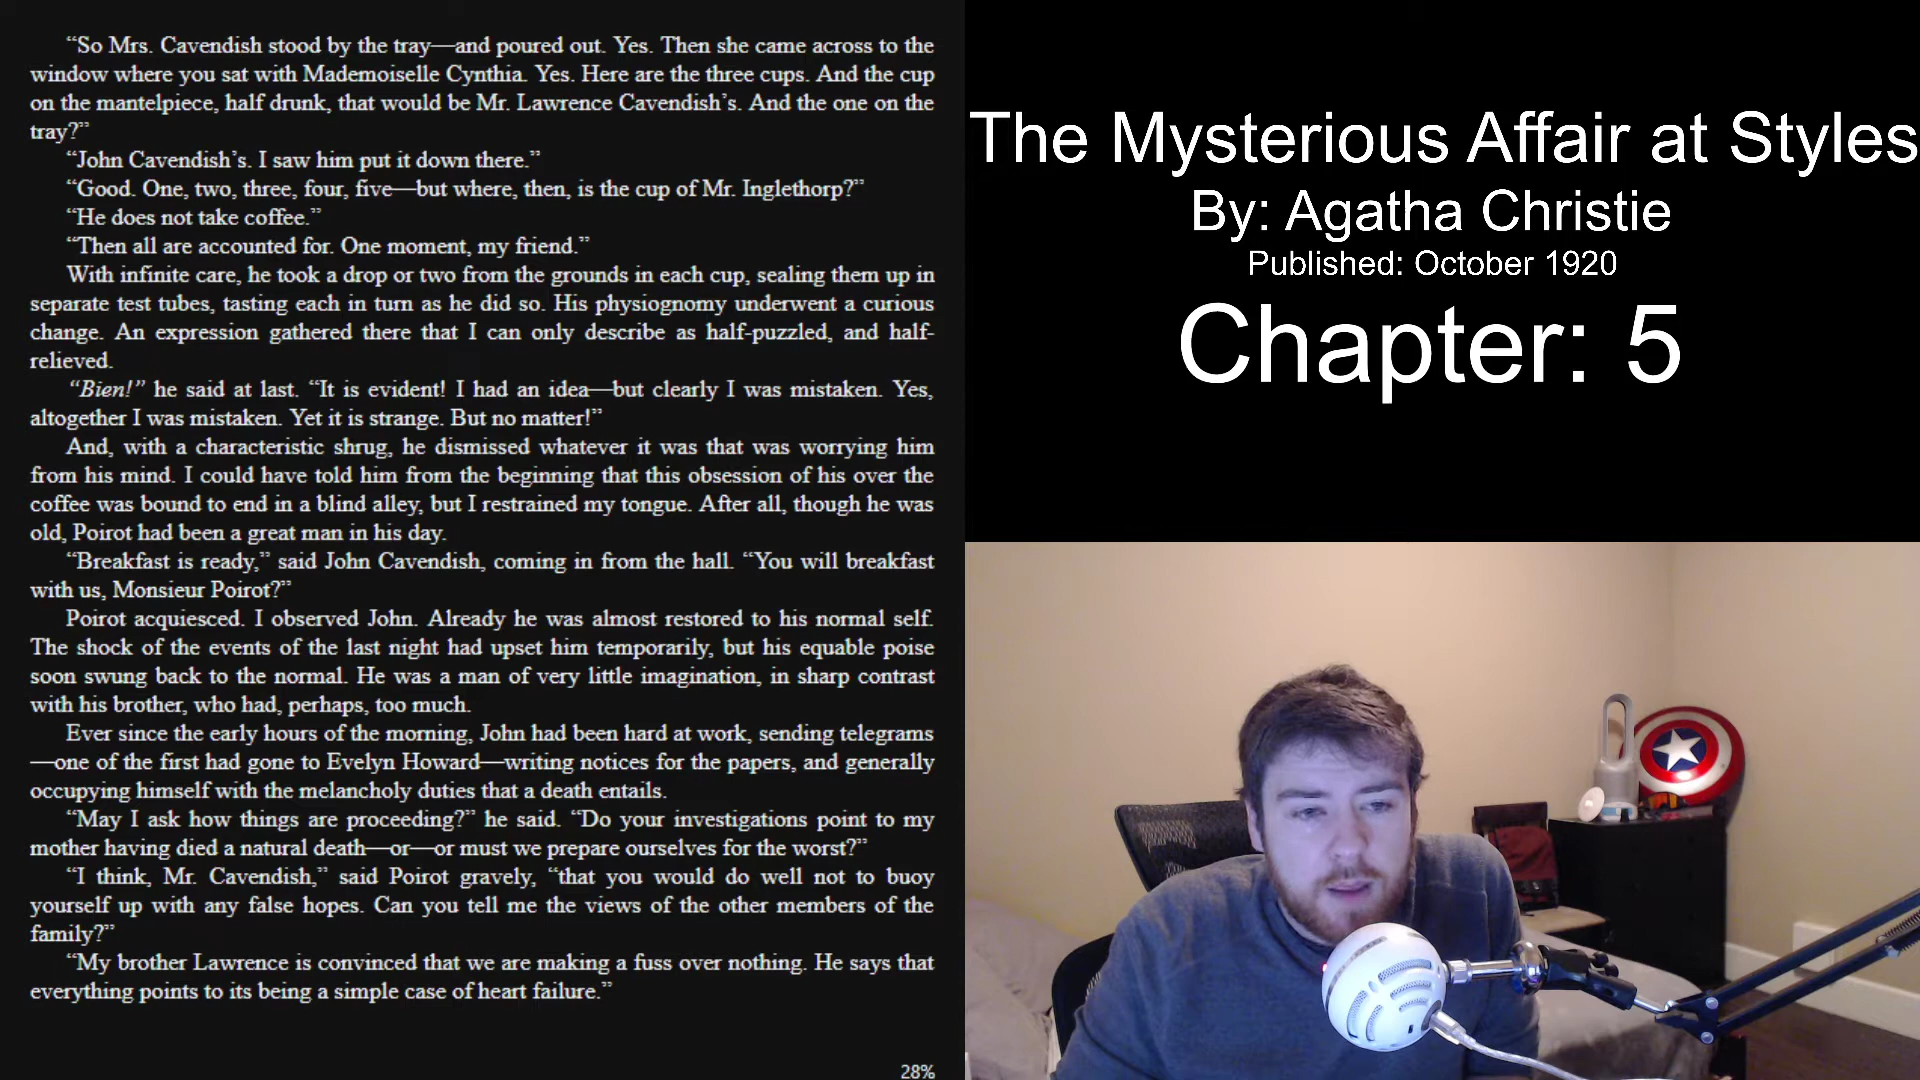 “So Mrs. Cavendish stood by the tray—and poured out. Yes. Then she came across to the
window where you sat with Mademoiselle Cynthia. Yes. Here are the three cups. And the cup
on the mantelpiece, half drunk, that would be Mr. Lawrence Cavendish’s. And the one on the
tray?”
“John Cavendish’s. I saw him put it down there.”
“Good. One, two, three, four, five—but where, then, is the cup of Mr. Inglethorp?”
“He does not take coffee.”
“Then all are accounted for. One moment, my friend.”
With infinite care, he took a drop or two from the grounds in each cup, sealing them up in
separate test tubes, tasting each in turn as he did so. His physiognomy underwent a curious
change. An expression gathered there that I can only describe as half-puzzled, and half-
relieved.
“Bien!” he said at last. “It is evident! I had an idea—but clearly I was mistaken. Yes,
altogether I was mistaken. Yet it is strange. But no matter!”
And, with a characteristic shrug, he dismissed whatever it was that was worrying him
from his mind. I could have told him from the beginning that this obsession of his over the
coffee was bound to end in a blind alley, but I restrained my tongue. After all, though he was
old, Poirot had been a great man in his day.
“Breakfast is ready,” said John Cavendish, coming in from the hall. “You will breakfast
with us, Monsieur Poirot?”
Poirot acquiesced. I observed John. Already he was almost restored to his normal self.
The shock of the events of the last night had upset him temporarily, but his equable poise
soon swung back to the normal. He was a man of very little imagination, in sharp contrast
with his brother, who had, perhaps, too much.
Ever since the early hours of the morning, John had been hard at work, sending telegrams
—one of the first had gone to Evelyn Howard—writing notices for the papers, and generally
occupying himself with the melancholy duties that a death entails.
“May I ask how things are proceeding?” he said. “Do your investigations point to my
mother having died a natural death—or—or must we prepare ourselves for the worst?”
“I think, Mr. Cavendish,” said Poirot gravely, “that you would do well not to buoy
yourself up with any false hopes. Can you tell me the views of the other members of the
family?”
“My brother Lawrence is convinced that we are making a fuss over nothing. He says that
everything points to its being a simple case of heart failure.”
28%
The Mysterious Affair at Styles
By: Agatha Christie
Published: October 1920
Chapter: 5